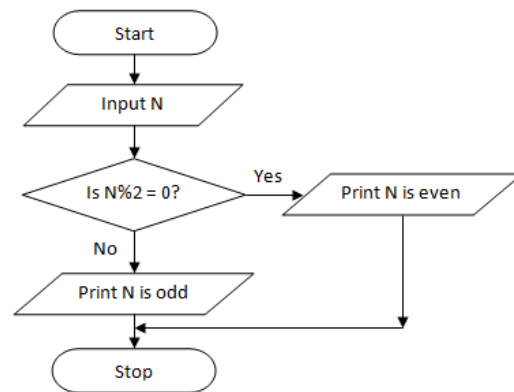 Start
Input N
Is N%2 = 0?
Yes
Print N is even
No
Print N is odd
Stop